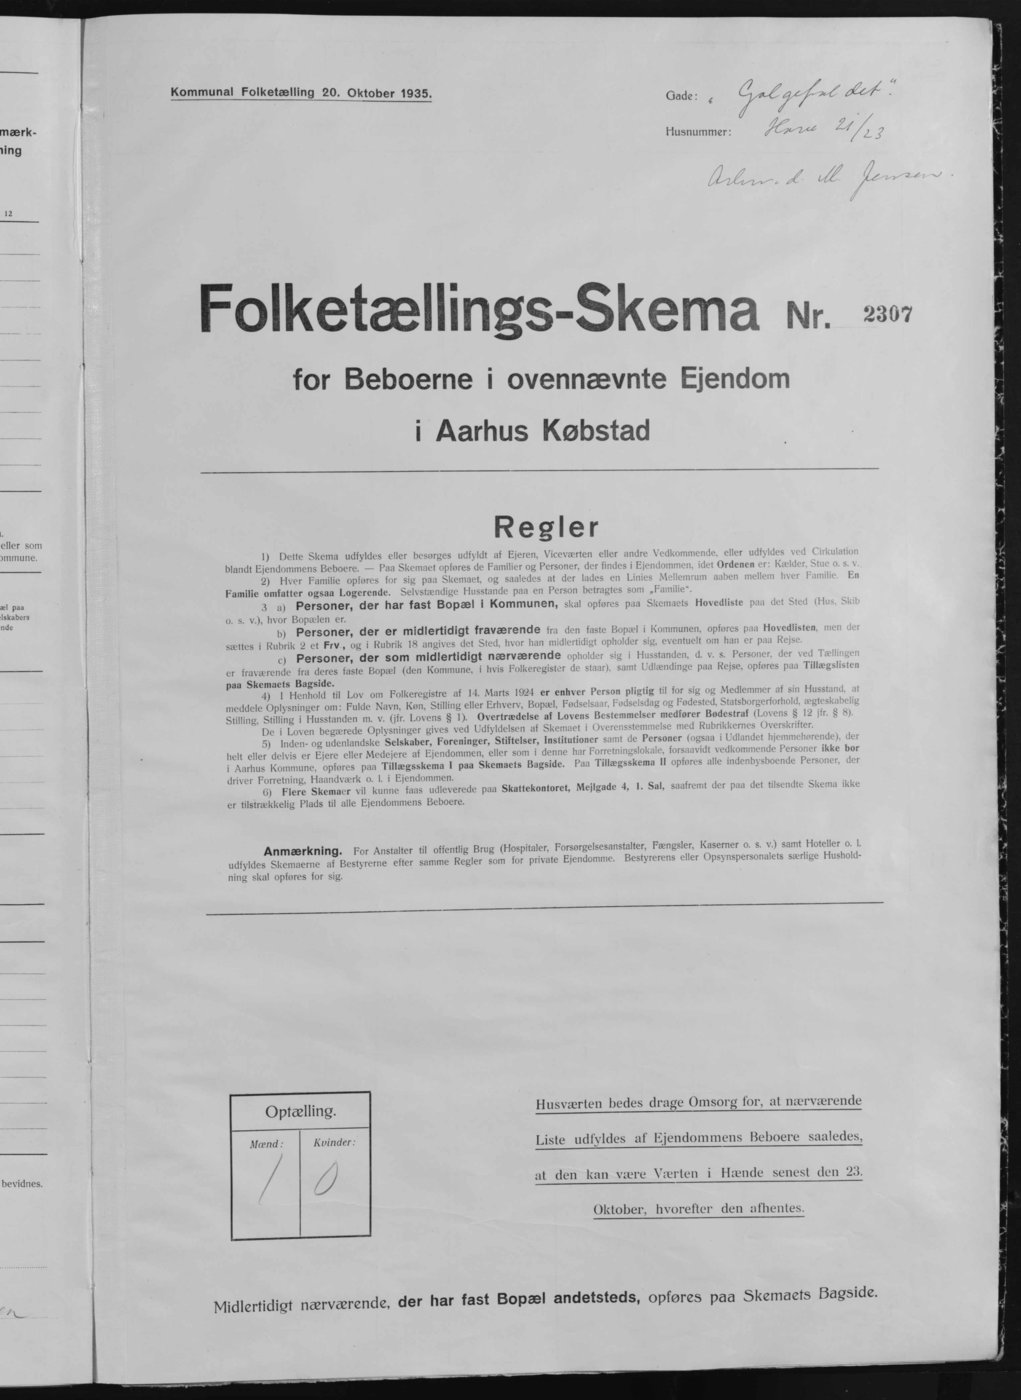 mærk-
ning
12
eller som
ommune.
æl paa
elskabers
nde
bevidnes.
Kommunal Folketælling 20. Oktober 1935.
Gade: „Galgefaldet“.
Husnummer: Have 21/23
M. Jensen.
Folketællings-Skema Nr. 2307
for Beboerne i ovennævnte Ejendom
i Aarhus Købstad
Regler
1) Dette Skema udfyldes eller besørges udfyldt af Ejeren, Viceværten eller andre Vedkommende, eller udfyldes ved Cirkulation
blandt Ejendommens Beboere. — Paa Skemaet opføres de Familier og Personer, der findes i Ejendommen, idet Ordenen er: Kælder, Stue o. s. v.
2) Hver Familie opføres for sig paa Skemaet, og saaledes at der lades en Linies Mellemrum aaben mellem hver Familie. En
Familie omfatter ogsaa Logerende. Selvstændige Husstande paa en Person betragtes som „Familie“.
3 a) Personer, der har fast Bopæl i Kommunen, skal opføres paa Skemaets Hovedliste paa det Sted (Hus, Skib
o. s. v.), hvor Bopælen er.
b) Personer, der er midlertidigt fraværende fra den faste Bopæl i Kommunen, opføres paa Hovedlisten, men der
sættes i Rubrik 2 et Frv., og i Rubrik 18 angives det Sted, hvor han midlertidigt opholder sig, eventuelt om han er paa Rejse.
c) Personer, der som midlertidigt nærværende opholder sig i Husstanden, d. v. s. Personer, der ved Tællingen
er fraværende fra deres faste Bopæl (den Kommune, i hvis Folkeregister de staar), samt Udlændinge paa Rejse, opføres paa Tillægslisten
paa Skemaets Bagside.
4) I Henhold til Lov om Folkeregistre af 14. Marts 1924 er enhver Person pligtig til for sig og Medlemmer af sin Husstand, at
meddele Oplysninger om: Fulde Navn, Køn, Stilling eller Erhverv, Bopæl, Fødselsaar, Fødselsdag og Fødested, Statsborgerforhold, ægteskabelig
Stilling, Stilling i Husstanden m. v. (jfr. Lovens § 1). Overtrædelse af Lovens Bestemmelser medfører Bødestraf (Lovens § 12 jfr. § 8).
De i Loven begærede Oplysninger gives ved Udfyldelsen af Skemaet i Overensstemmelse med Rubrikkernes Overskrifter.
5) Inden- og udenlandske Selskaber, Foreninger, Stiftelser, Institutioner samt de Personer (ogsaa i Udlandet hjemmehørende), der
helt eller delvis er Ejere eller Medejere af Ejendommen, eller som i denne har Forretningslokale, forsaavidt vedkommende Personer ikke bor
i Aarhus Kommune, opføres paa Tillægsskema I paa Skemaets Bagside. Paa Tillægsskema II opføres alle indenbysboende Personer, der
driver Forretning, Haandværk o. l. i Ejendommen.
6) Flere Skemaer vil kunne faas udleverede paa Skattekontoret, Mejlgade 4, 1. Sal, saafremt der paa det tilsendte Skema ikke
er tilstrækkelig Plads til alle Ejendommens Beboere.
Anmærkning. For Anstalter til offentlig Brug (Hospitaler, Forsørgelsesanstalter, Fængsler, Kaserner o. s. v.) samt Hoteller o. l.
udfyldes Skemaerne af Bestyrerne efter samme Regler som for private Ejendomme. Bestyrerens eller Opsynspersonalets særlige Hushold-
ning skal opføres for sig.
Optælling.
Mænd: Kvinder:
1 0
Husværten bedes drage Omsorg for, at nærværende
Liste udfyldes af Ejendommens Beboere saaledes,
at den kan være Værten i Hænde senest den 23.
Oktober, hvorefter den afhentes.
Midlertidigt nærværende, der har fast Bopæl andetsteds, opføres paa Skemaets Bagside.